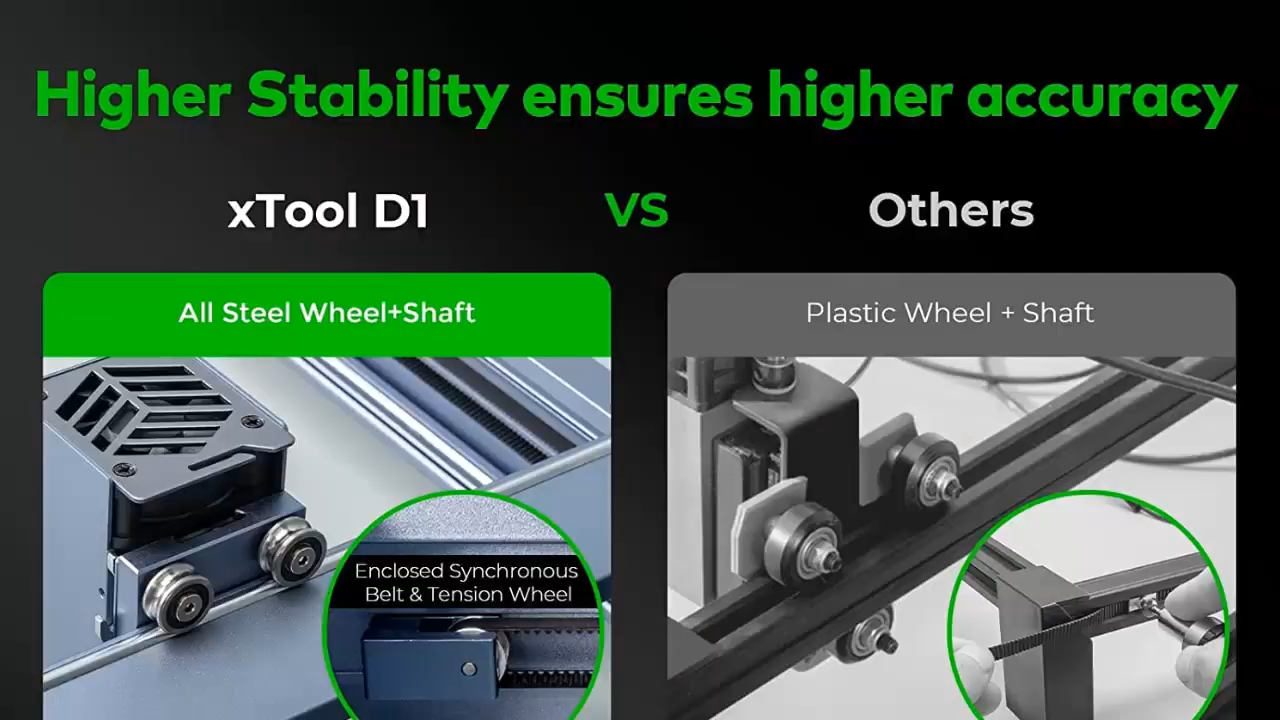 Higher Stability ensures higher accuracy
xTool D1 VS Others
All Steel Wheel+Shaft
Plastic Wheel + Shaft
Enclosed Synchronous
Belt & Tension Wheel